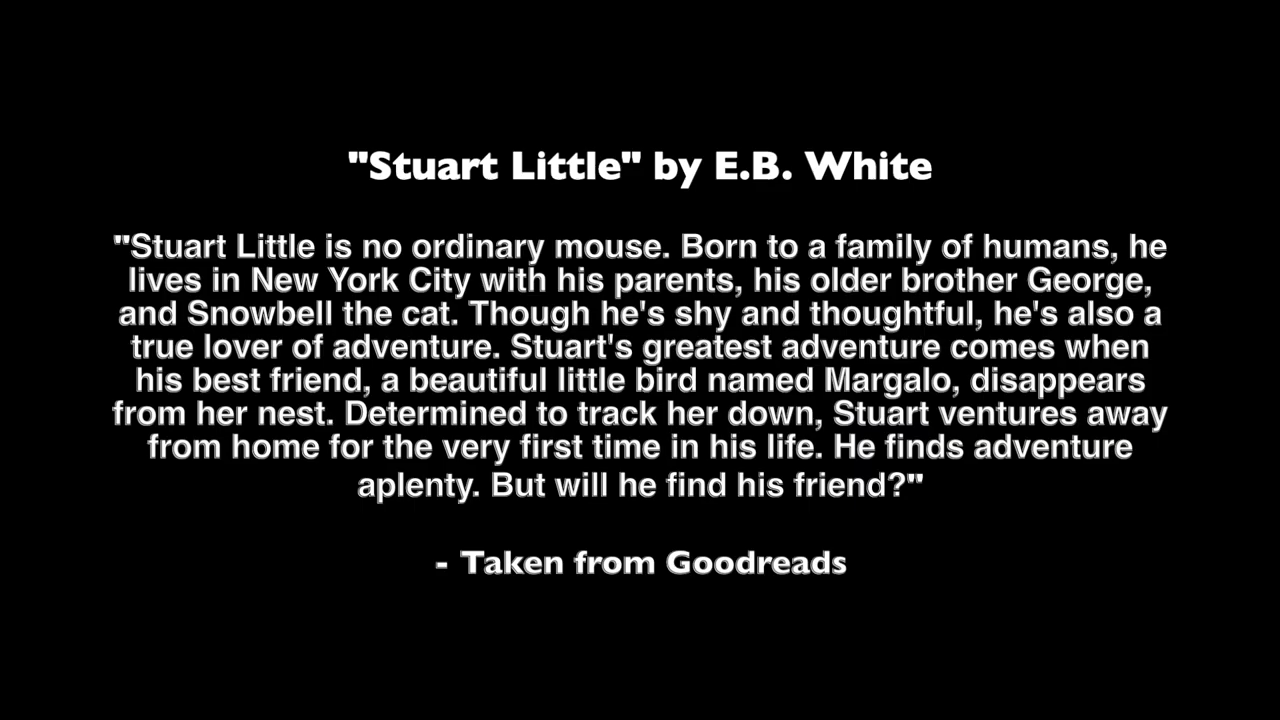 "Stuart Little" by E.B. White
"Stuart Little is no ordinary mouse. Born to a family of humans, he
lives in New York City with his parents, his older brother George,
and Snowbell the cat. Though he's shy and thoughtful, he's also a
true lover of adventure. Stuart's greatest adventure comes when
his best friend, a beautiful little bird named Margalo, disappears
from her nest. Determined to track her down, Stuart ventures away
from home for the very first time in his life. He finds adventure
aplenty. But will he find his friend?"
- Taken from Goodreads